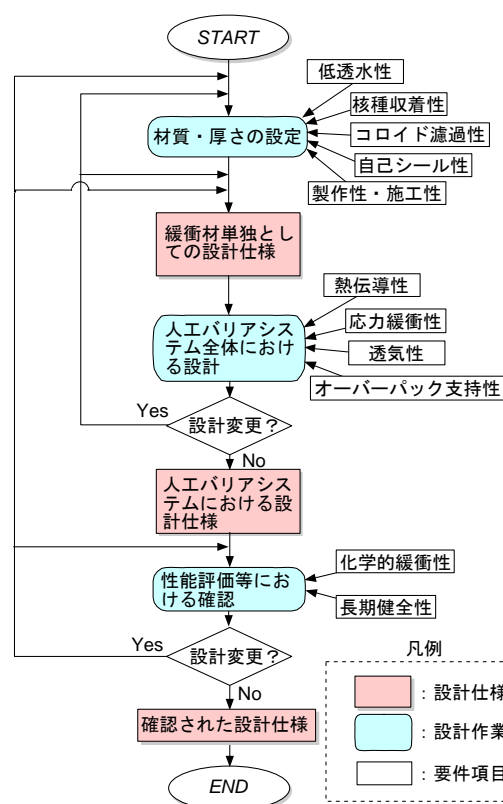 START
低透水性
核種収着性
コロイド濾過性
自己シール性
製作性・施工性
材質・厚さの設定
緩衝材単独とし
ての設計仕様
熱伝導性
応力緩衝性
透気性
オーバーパック支持性
人工バリアシス
テム全体におけ
る設計
Yes
設計変更？
No
人工バリアシス
テムにおける設
計仕様
化学的緩衝性
長期健全性
性能評価等にお
ける確認
Yes
設計変更？
No
確認された設計仕様
END
凡例
：設計仕様
：設計作業
：要件項目